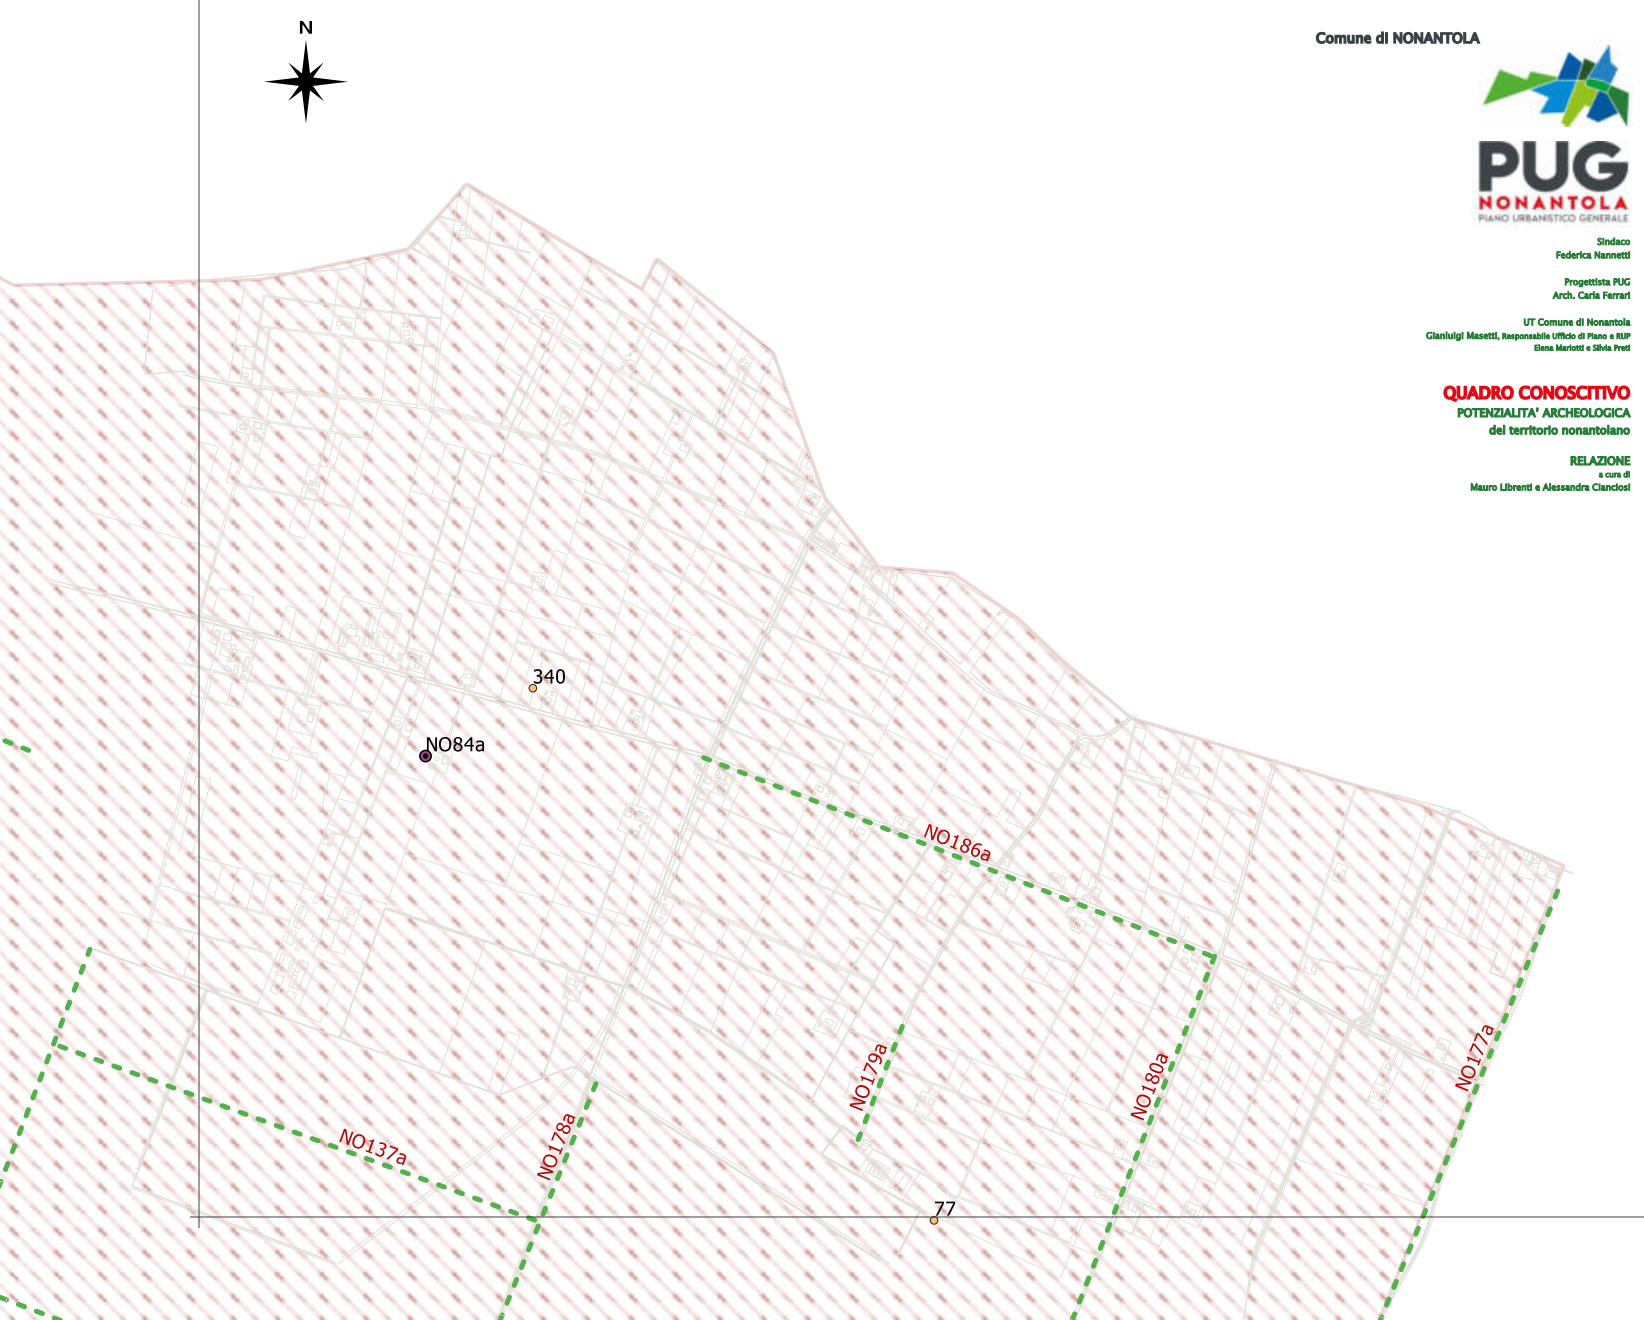 N
Comune di NONANTOLA
PUG
NONANTOLA
PIANO URBANISTICO GENERALE
Sindaco
Federica Nannetti
Progettista PUG
Arch. Carla Ferrari
UT Comune di Nonantola
Gianluigi Masetti, Responsabile Ufficio di Piano e RUP
Elena Mariotti e Silvia Preti
QUADRO CONOSCITIVO
POTENZIALITA' ARCHEOLOGICA
del territorio nonantolano
RELAZIONE
a cura di
Mauro Librenti e Alessandra Cianciosi
340
NO84a
NO186a
NO179a
NO180a
NO177a
NO137a
NO178a
77